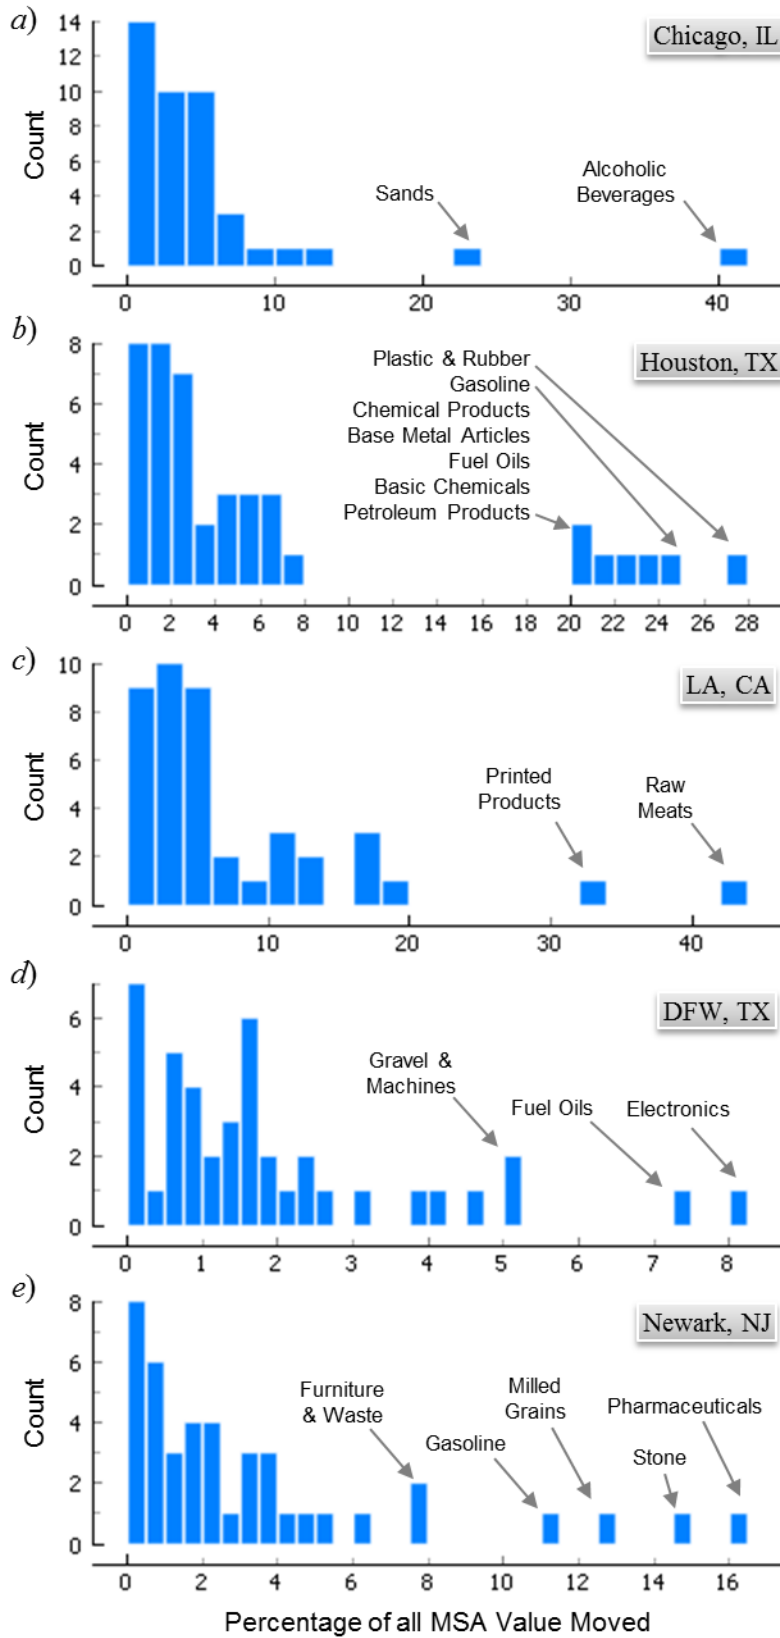 a)
Chicago, IL
Count
14
12
10
8
6
4
2
0
Sands
Alcoholic
Beverages
0 10 20 30 40
b)
Houston, TX
Count
8
6
4
2
0
Plastic & Rubber
Gasoline
Chemical Products
Base Metal Articles
Fuel Oils
Basic Chemicals
Petroleum Products
0 2 4 6 8 10 12 14 16 18 20 22 24 26 28
c)
LA, CA
Count
10
8
6
4
2
0
Printed
Products
Raw
Meats
0 10 20 30 40
d)
DFW, TX
Count
6
4
2
0
Gravel &
Machines
Fuel Oils
Electronics
0 1 2 3 4 5 6 7 8
e)
Newark, NJ
Count
8
6
4
2
0
Furniture
& Waste
Gasoline
Milled
Grains
Stone
Pharmaceuticals
0 2 4 6 8 10 12 14 16
Percentage of all MSA Value Moved